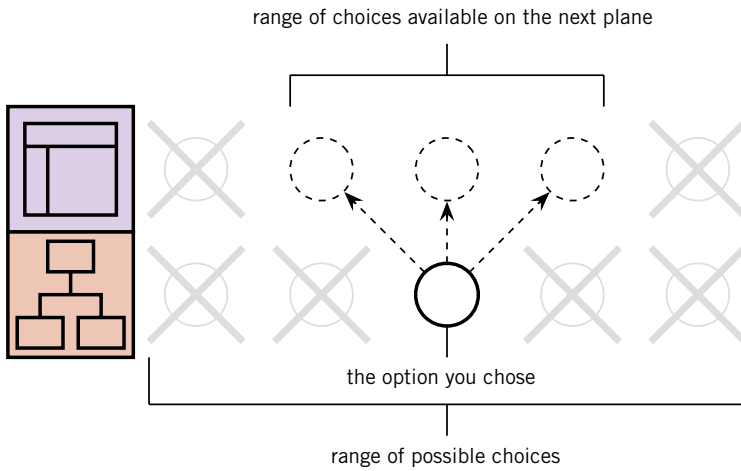 range of choices available on the next plane
the option you chose
range of possible choices